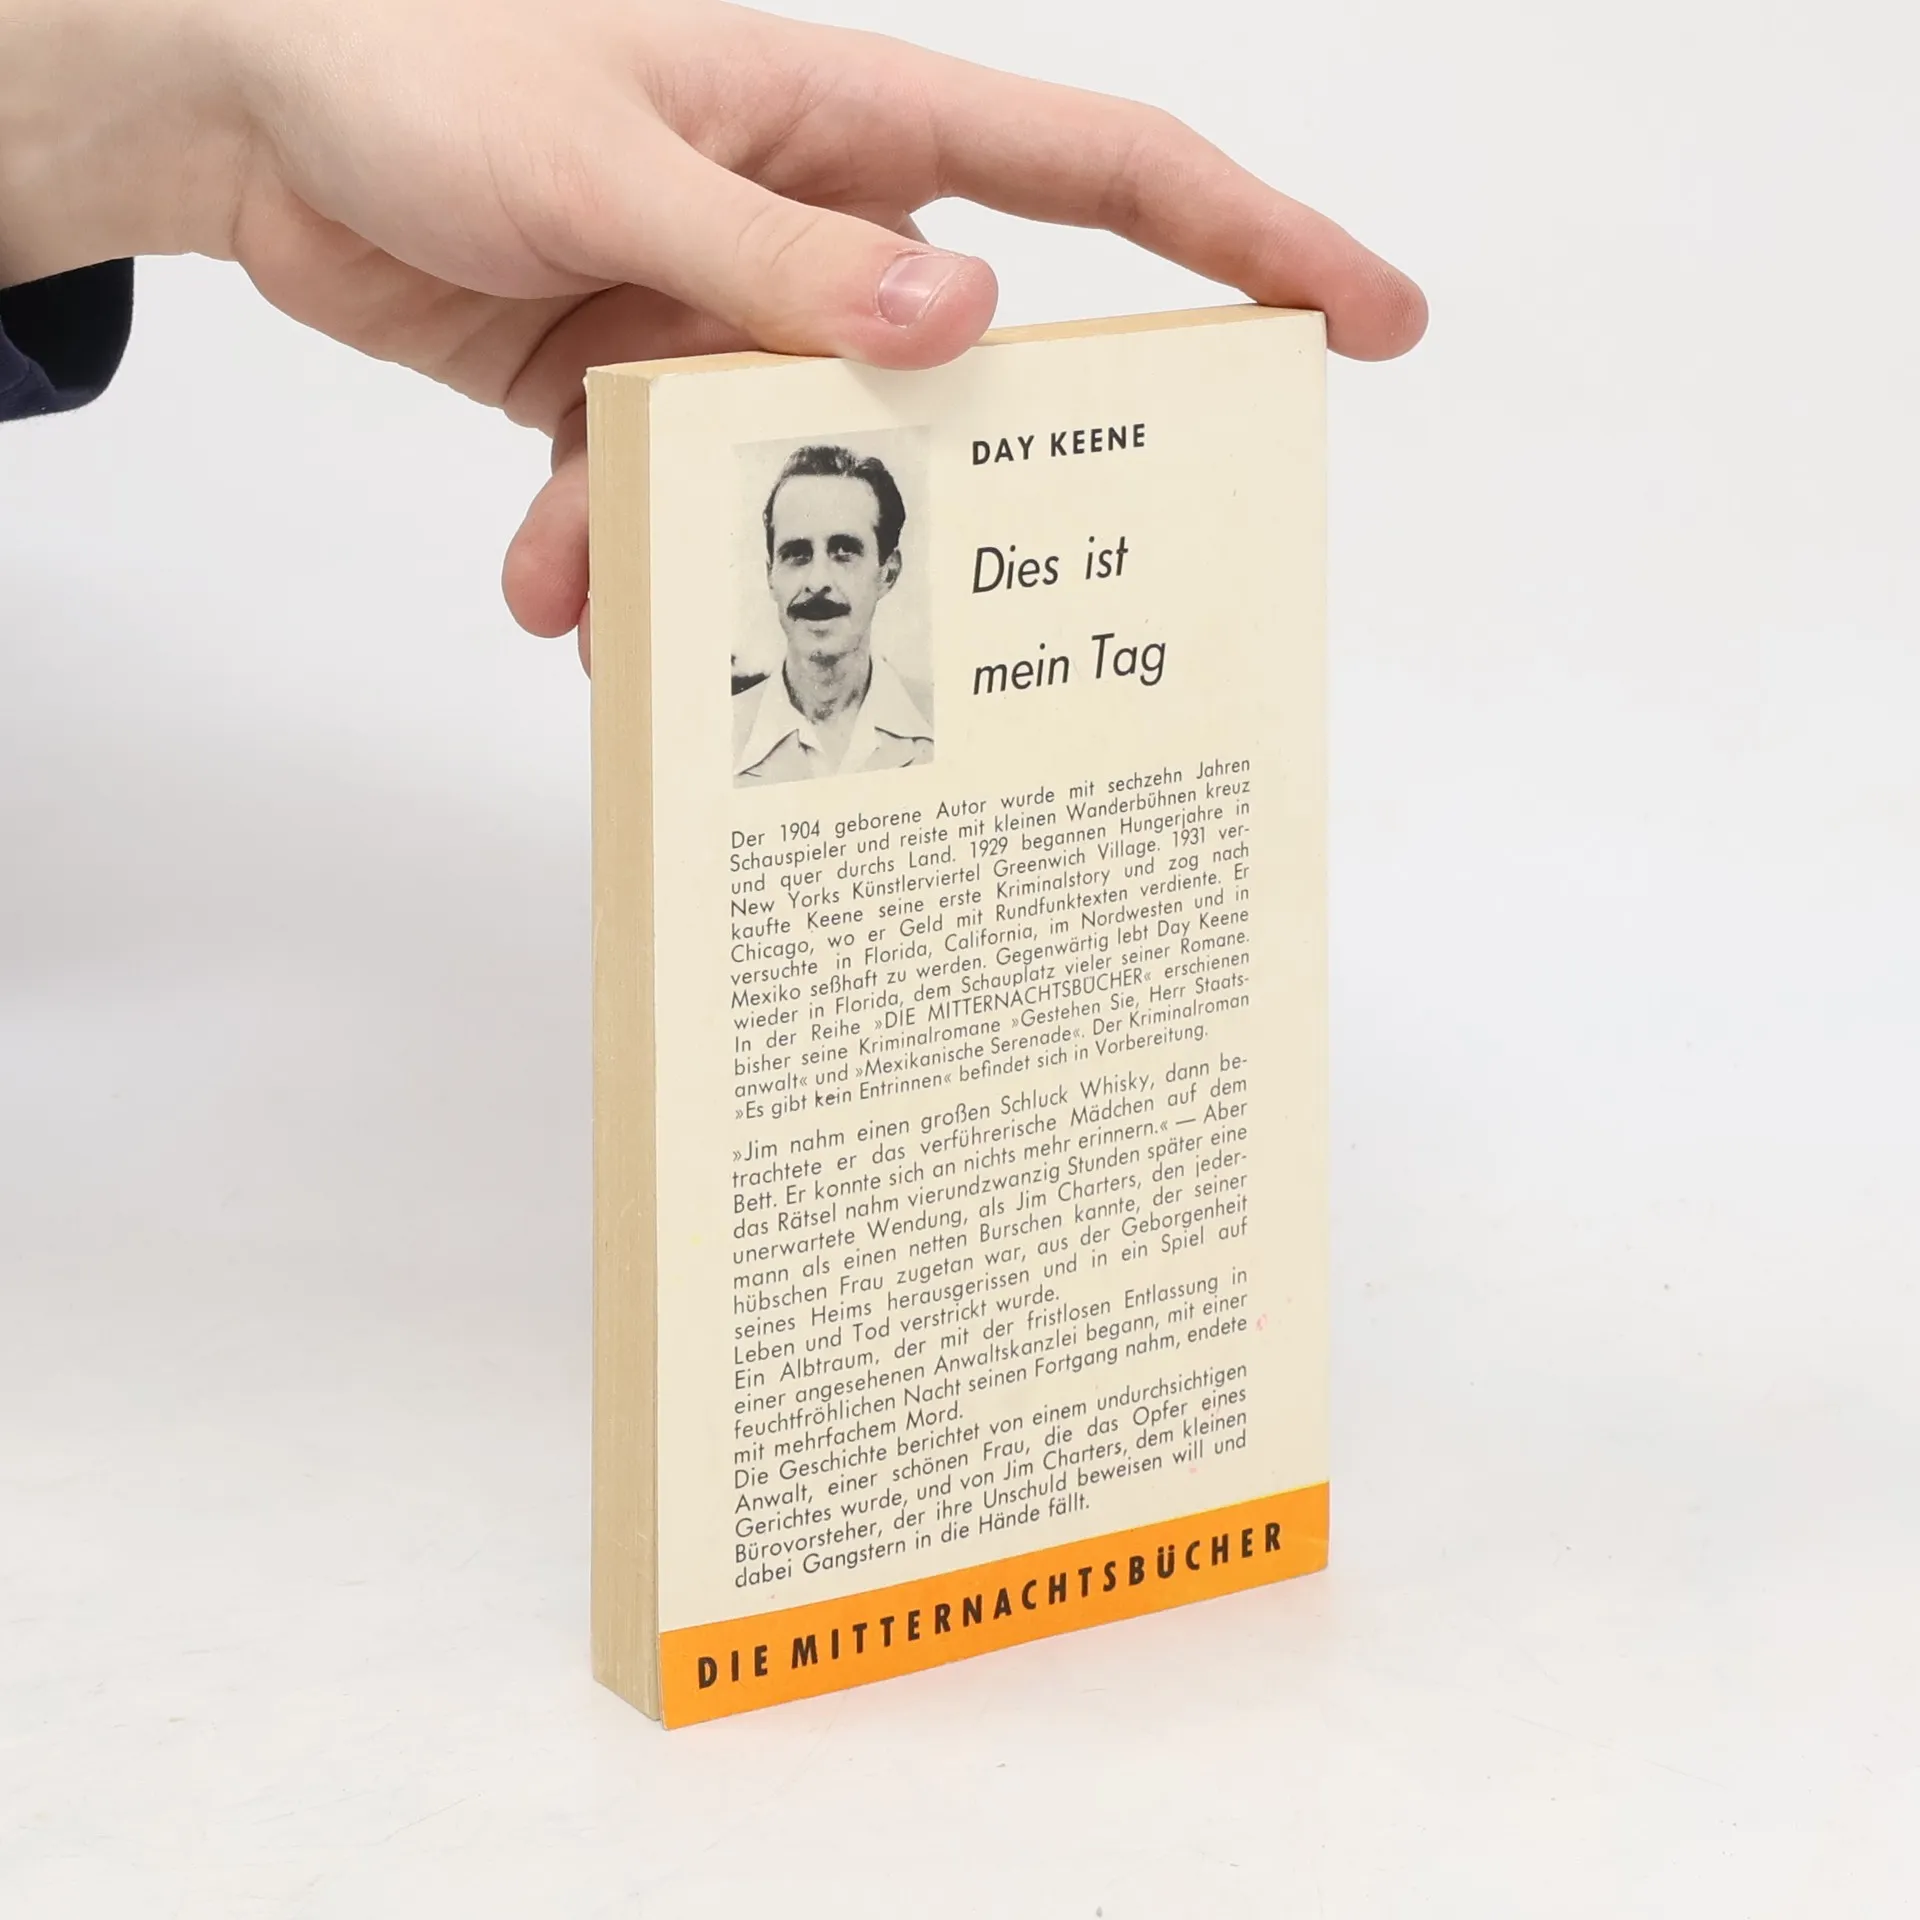 DAY KEENE
Dies ist
mein Tag
Der 1904 geborene Autor wurde mit sechzehn Jahren
Schauspieler und reiste mit kleinen Wanderbühnen kreuz
und quer durchs Land. 1929 begannen Hungerjahre in
New Yorks Künstlerviertel Greenwich Village. 1931 ver-
kaufte Keene seine erste Kriminalstory und zog nach
Chicago, wo er Geld mit Rundfunktexten verdiente. Er
versuchte in Florida, California, im Nordwesten und in
Mexiko seßhaft zu werden. Gegenwärtig lebt Day Keene
wieder in Florida, dem Schauplatz vieler seiner Romane.
In der Reihe »DIE MITTERNACHTSBÜCHER« erschienen
bisher seine Kriminalromane »Gestehen Sie, Herr Staats-
anwalt« und »Mexikanische Serenade«. Der Kriminalroman
»Es gibt kein Entrinnen« befindet sich in Vorbereitung.
»Jim nahm einen großen Schluck Whisky, dann be-
trachtete er das verführerische Mädchen auf dem
Bett. Er konnte sich an nichts mehr erinnern.« — Aber
das Rätsel nahm vierundzwanzig Stunden später eine
unerwartete Wendung, als Jim Charters, den jeder-
mann als einen netten Burschen kannte, der seiner
hübschen Frau zugetan war, aus der Geborgenheit
seines Heims herausgerissen und in ein Spiel auf
Leben und Tod verstrickt wurde.
Ein Albtraum, der mit der fristlosen Entlassung in
einer angesehenen Anwaltskanzlei begann, mit einer
feuchtfröhlichen Nacht seinen Fortgang nahm, endete
mit mehrfachem Mord.
Die Geschichte berichtet von einem undurchsichtigen
Anwalt, einer schönen Frau, die das Opfer eines
Gerichtes wurde, und von Jim Charters, dem kleinen
Bürovorsteher, der ihre Unschuld beweisen will und
dabei Gangstern in die Hände fällt.
DIE MITTERNACHTSBÜCHER